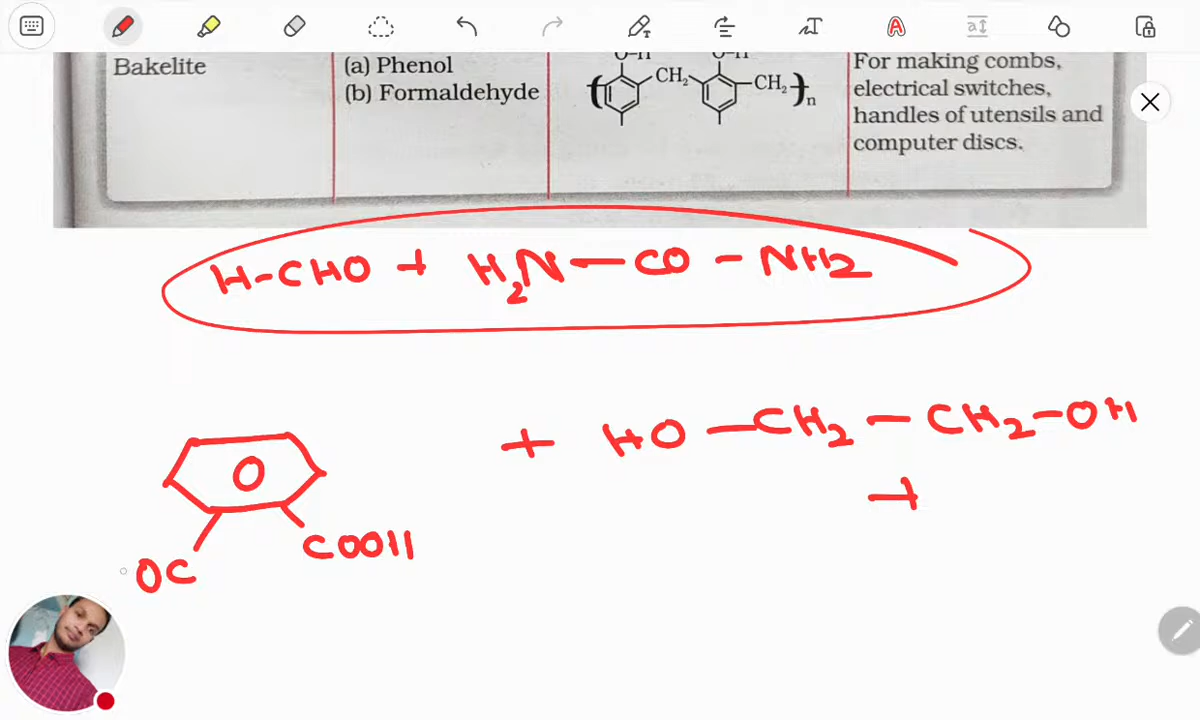 Bakelite
(a) Phenol
(b) Formaldehyde
O–H
O–H
CH₂
CH₂
n
For making combs,
electrical switches,
handles of utensils and
computer discs.
H-CHO + H₂N — CO - NH2
+ HO — CH₂ — CH₂ - OH
+
COOH
OC